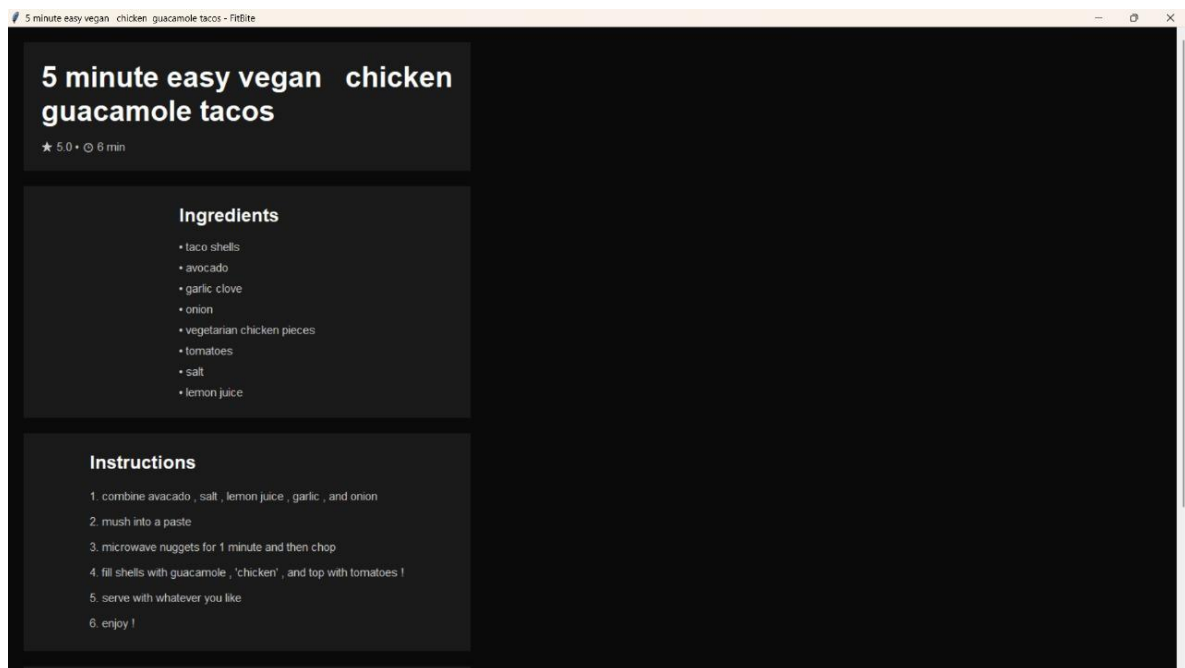 5 minute easy vegan   chicken  guacamole tacos - FitBite
5 minute easy vegan   chicken
guacamole tacos
★ 5.0 • 6 min
Ingredients
• taco shells
• avocado
• garlic clove
• onion
• vegetarian chicken pieces
• tomatoes
• salt
• lemon juice
Instructions
1. combine avacado , salt , lemon juice , garlic , and onion
2. mush into a paste
3. microwave nuggets for 1 minute and then chop
4. fill shells with guacamole , 'chicken' , and top with tomatoes !
5. serve with whatever you like
6. enjoy !